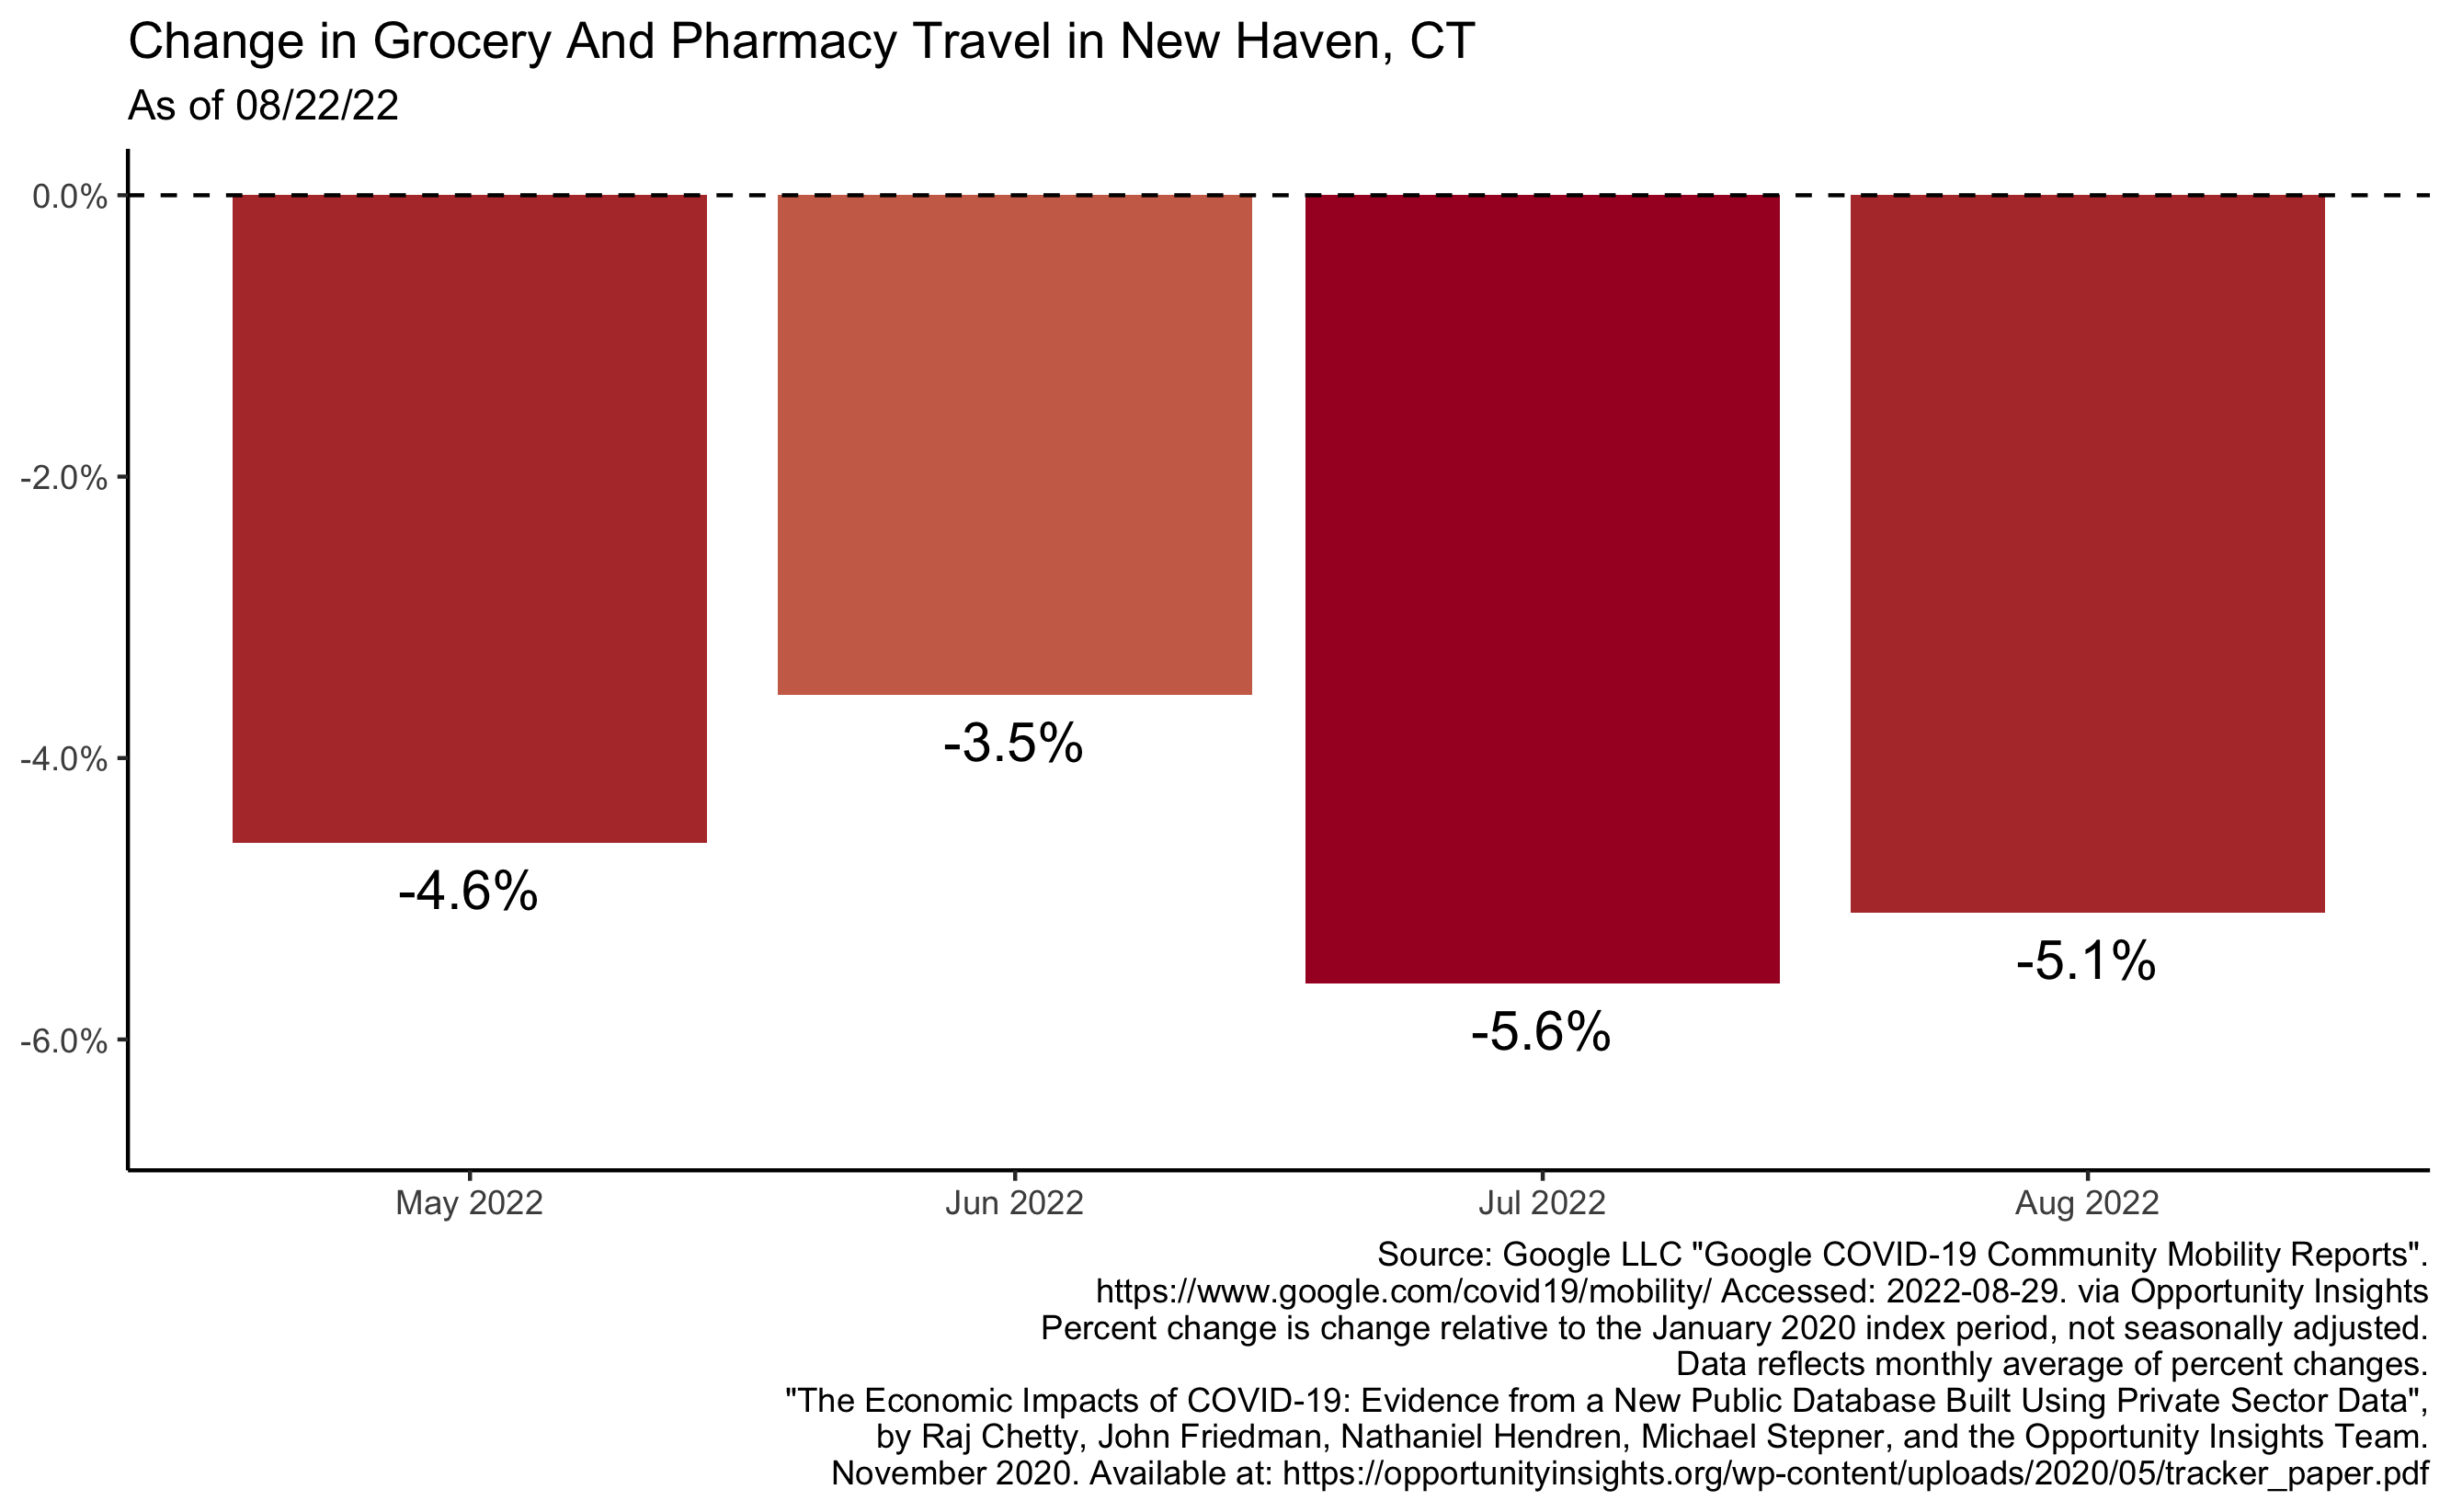 Change in Grocery And Pharmacy Travel in New Haven, CT
As of 08/22/22
0.0%
-2.0%
-4.0%
-6.0%
-4.6%
-3.5%
-5.6%
-5.1%
May 2022
Jun 2022
Jul 2022
Aug 2022
Source: Google LLC "Google COVID-19 Community Mobility Reports".
https://www.google.com/covid19/mobility/ Accessed: 2022-08-29. via Opportunity Insights
Percent change is change relative to the January 2020 index period, not seasonally adjusted.
Data reflects monthly average of percent changes.
"The Economic Impacts of COVID-19: Evidence from a New Public Database Built Using Private Sector Data",
by Raj Chetty, John Friedman, Nathaniel Hendren, Michael Stepner, and the Opportunity Insights Team.
November 2020. Available at: https://opportunityinsights.org/wp-content/uploads/2020/05/tracker_paper.pdf